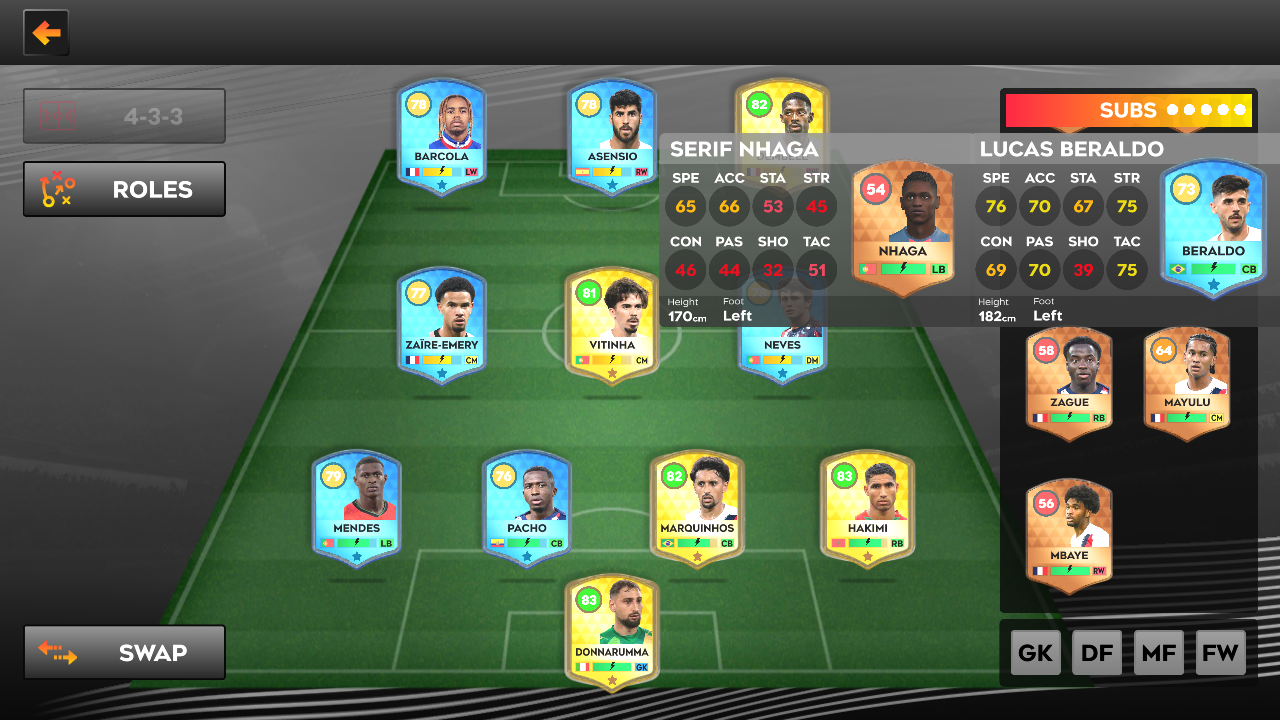 4-3-3
ROLES
SUBS
78
BARCOLA
LW
78
ASENSIO
RW
82
SERIF NHAGA
SPE ACC STA STR
65 66 53 45
CON PAS SHO TAC
46 44 32 51
Height Foot
170cm Left
54
NHAGA
LB
LUCAS BERALDO
SPE ACC STA STR
76 70 67 75
CON PAS SHO TAC
69 70 39 75
Height Foot
182cm Left
73
BERALDO
CB
77
ZAÏRE-EMERY
CM
81
VITINHA
CM
NEVES
DM
58
ZAGUE
RB
64
MAYULU
CM
79
MENDES
LB
76
PACHO
CB
82
MARQUINHOS
CB
83
HAKIMI
RB
56
MBAYE
RW
83
DONNARUMMA
GK
SWAP
GK DF MF FW